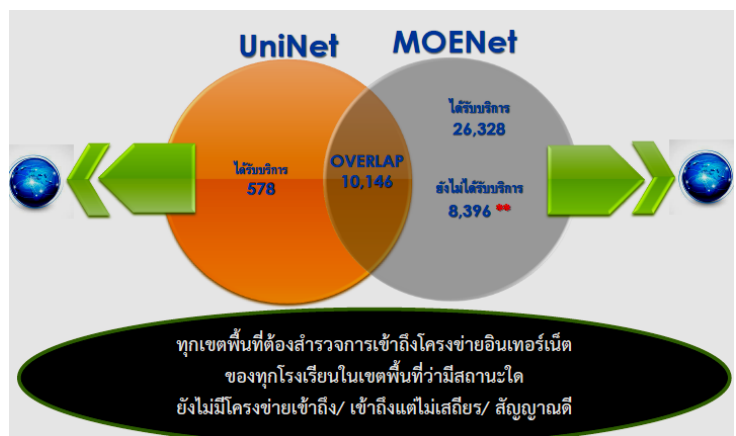 UniNet
MOENet
ได้รับบริการ
578
OVERLAP
10,146
ได้รับบริการ
26,328
ยังไม่ได้รับบริการ
8,396 **
ทุกเขตพื้นที่ต้องสำรวจการเข้าถึงโครงข่ายอินเทอร์เน็ต
ของทุกโรงเรียนในเขตพื้นที่ว่ามีสถานะใด
ยังไม่มีโครงข่ายเข้าถึง/ เข้าถึงแต่ไม่เสถียร/ สัญญาณดี